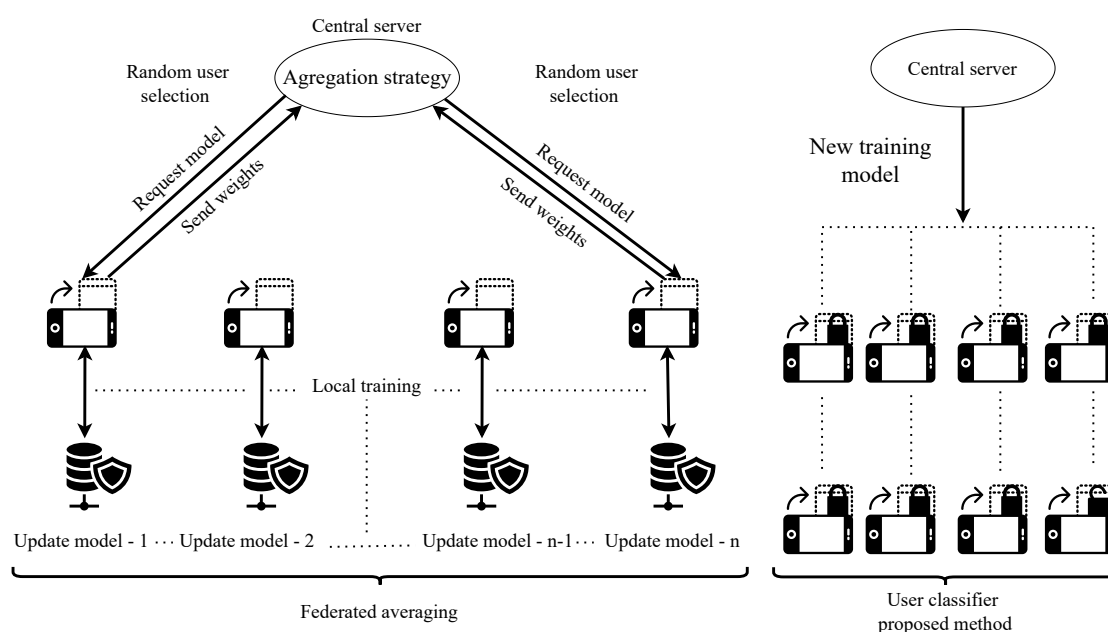 Central server
Agregation strategy
Random user
selection
Random user
selection
Request model
Send weights
Request model
Send weights
Local training
Update model - 1 ... Update model - 2 .......... Update model - n-1 ... Update model - n
Federated averaging
Central server
New training
model
User classifier
proposed method